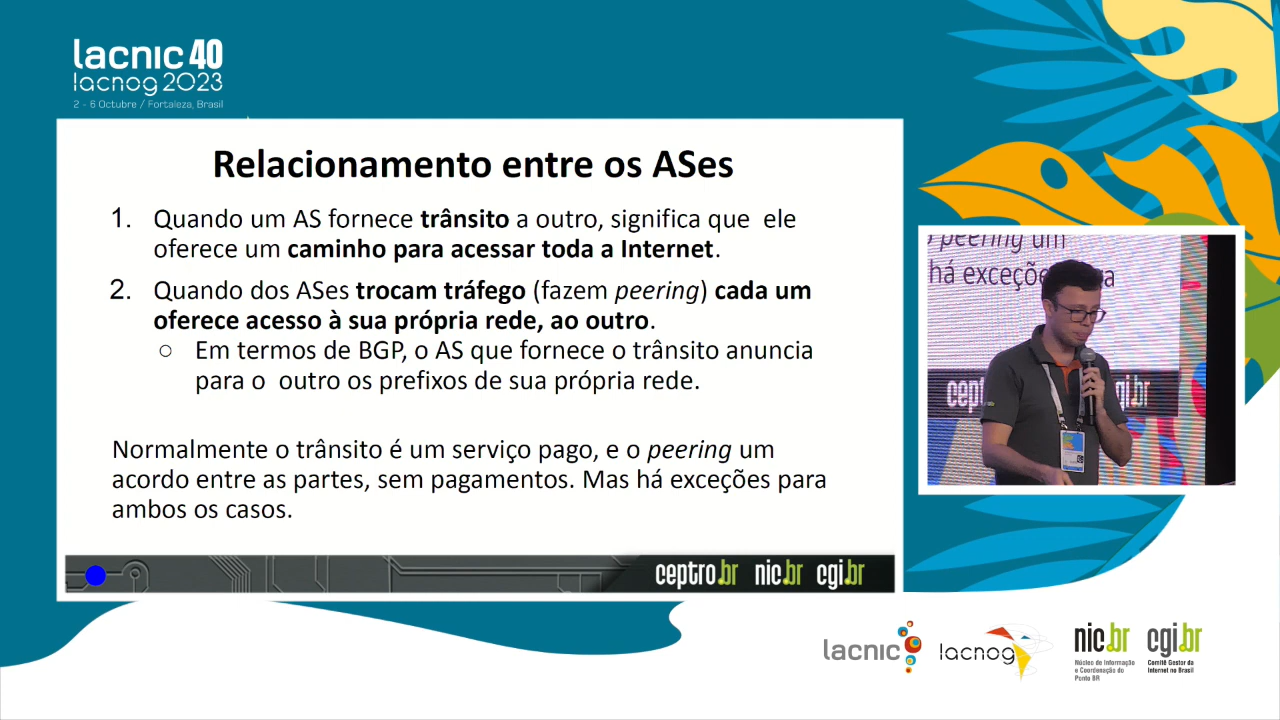 lacnic 40
lacnog 2023
2 - 6 Octubre / Fortaleza, Brasil
Relacionamento entre os ASes
1. Quando um AS fornece trânsito a outro, significa que ele
oferece um caminho para acessar toda a Internet.
2. Quando dos ASes trocam tráfego (fazem peering) cada um
oferece acesso à sua própria rede, ao outro.
○ Em termos de BGP, o AS que fornece o trânsito anuncia
para o outro os prefixos de sua própria rede.
Normalmente o trânsito é um serviço pago, e o peering um
acordo entre as partes, sem pagamentos. Mas há exceções para
ambos os casos.
ceptro.br nic.br cgi.br
peering um
há exceções
cgi.br
lacnic
lacnog
nic.br
Núcleo de Informação
e Coordenação do
Ponto BR
cgi.br
Comitê Gestor da
Internet no Brasil